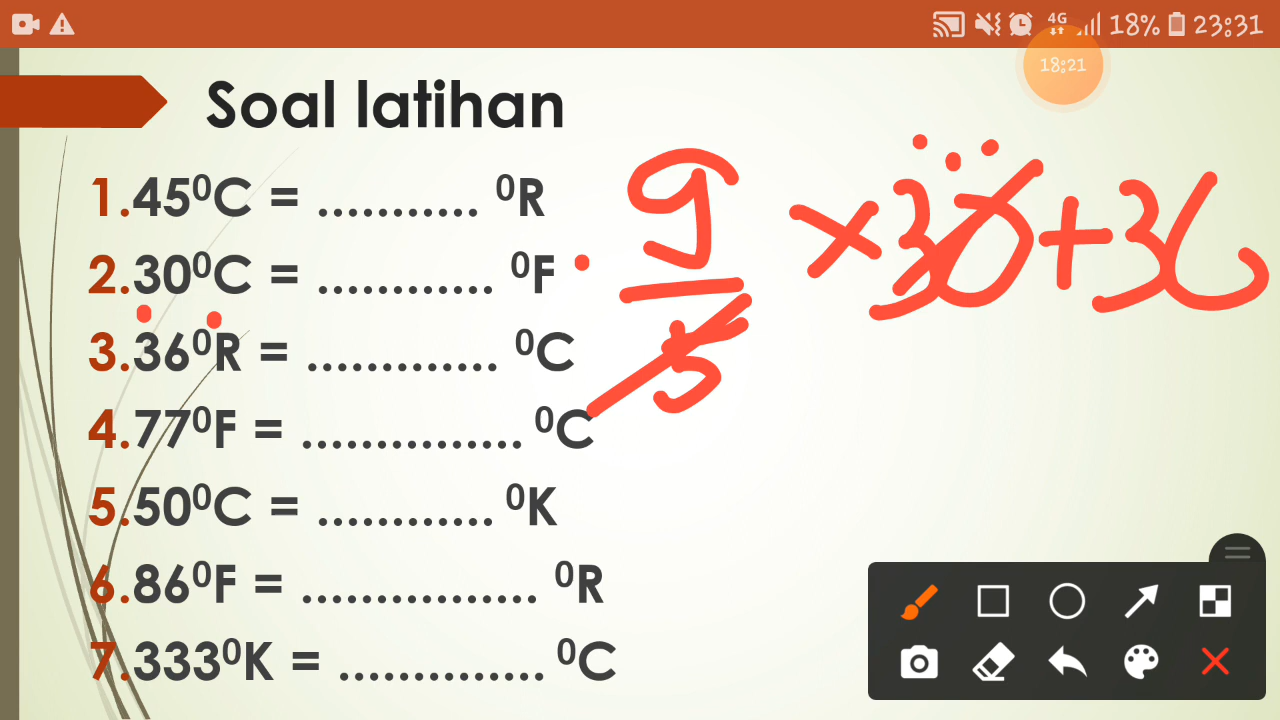 4G 18% 23:31
18:21
Soal latihan
1.45⁰C = ........... ⁰R
2.30⁰C = ............ ⁰F
3.36⁰R = ............. ⁰C
4.77⁰F = ............... ⁰C
5.50⁰C = ............ ⁰K
6.86⁰F = ................ ⁰R
7.333⁰K = .............. ⁰C
9
× 30 + 36
5